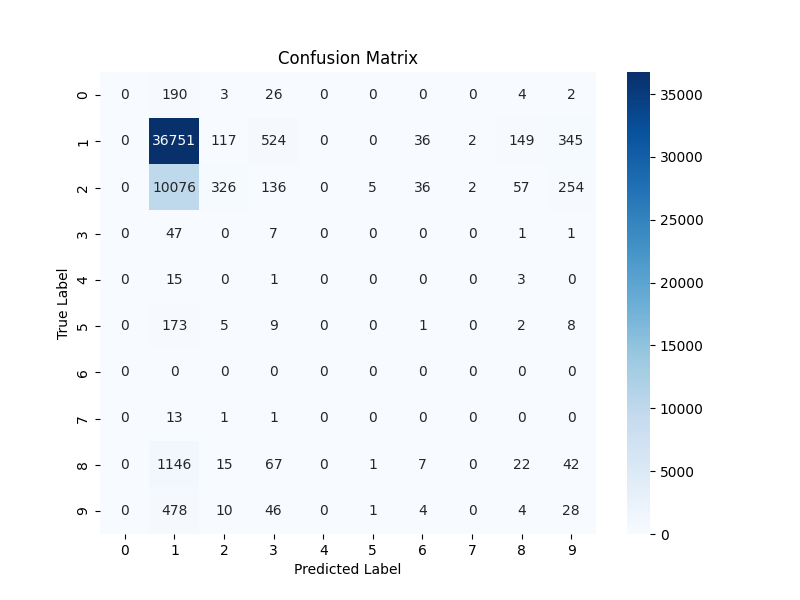 Confusion Matrix
0 0 190 3 26 0 0 0 0 4 2
1 0 36751 117 524 0 0 36 2 149 345
2 0 10076 326 136 0 5 36 2 57 254
3 0 47 0 7 0 0 0 0 1 1
4 0 15 0 1 0 0 0 0 3 0
5 0 173 5 9 0 0 1 0 2 8
6 0 0 0 0 0 0 0 0 0 0
7 0 13 1 1 0 0 0 0 0 0
8 0 1146 15 67 0 1 7 0 22 42
9 0 478 10 46 0 1 4 0 4 28
0 1 2 3 4 5 6 7 8 9
Predicted Label
True Label
35000
30000
25000
20000
15000
10000
5000
0